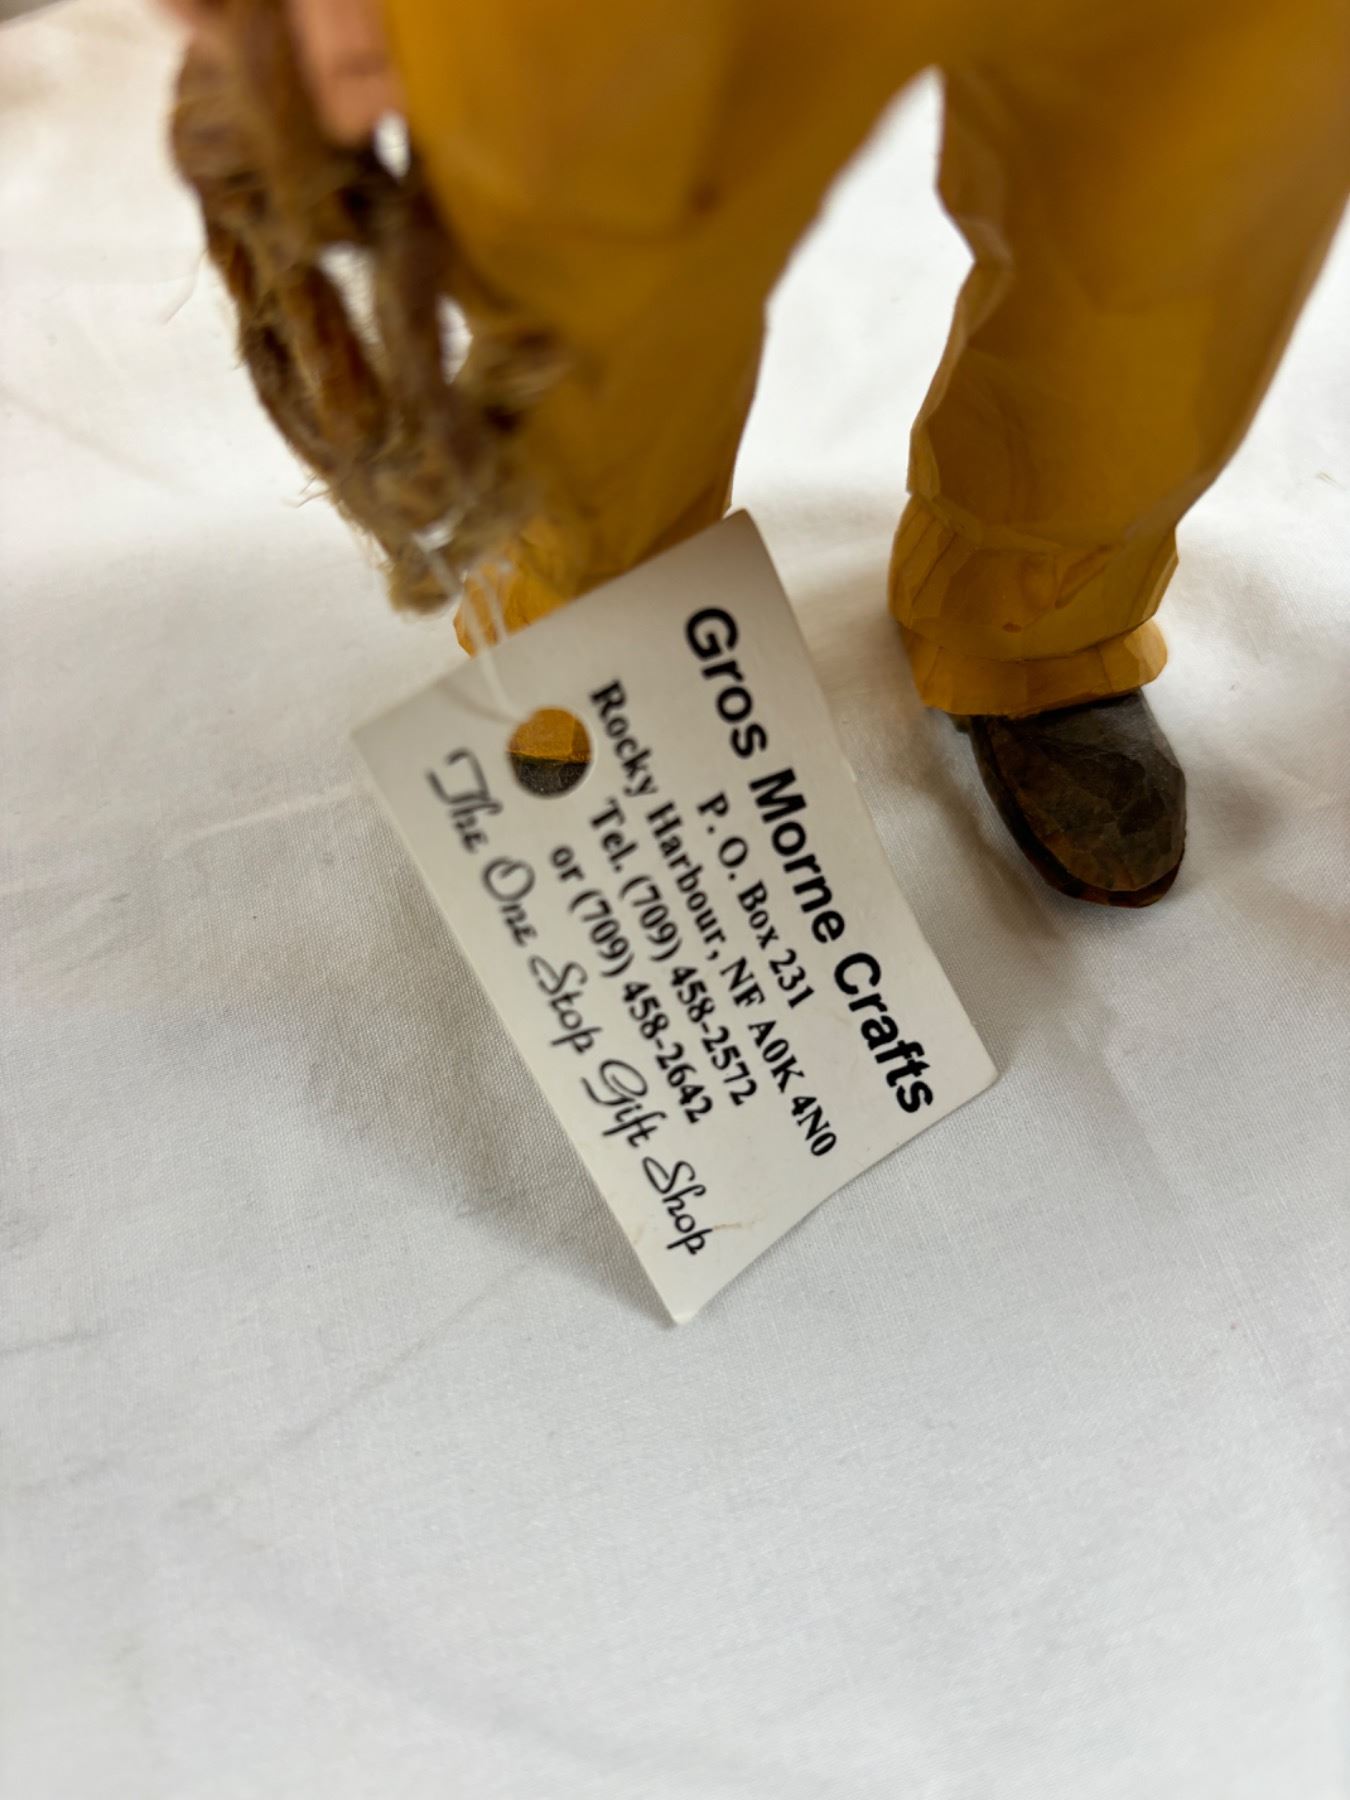 Gros Morne Crafts
P. O. Box 231
Rocky Harbour, NF A0K 4N0
Tel. (709) 458-2572
or (709) 458-2642
The One Stop Gift Shop